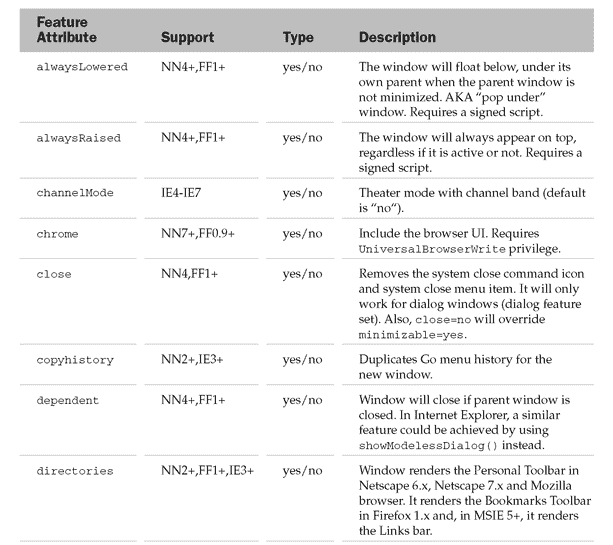 Feature
Attribute Support Type Description
alwaysLowered NN4+,FF1+ yes/no The window will float below, under its
own parent when the parent window is
not minimized. AKA “pop under”
window. Requires a signed script.
alwaysRaised NN4+,FF1+ yes/no The window will always appear on top,
regardless if it is active or not. Requires a
signed script.
channelMode IE4-IE7 yes/no Theater mode with channel band (default
is “no“).
chrome NN7+,FF0.9+ yes/no Include the browser UI. Requires
UniversalBrowserWrite privilege.
close NN4,FF1+ yes/no Removes the system close command icon
and system close menu item. It will only
work for dialog windows (dialog feature
set). Also, close=no will override
minimizable=yes.
copyhistory NN2+,IE3+ yes/no Duplicates Go menu history for the
new window.
dependent NN4+,FF1+ yes/no Window will close if parent window is
closed. In Internet Explorer, a similar
feature could be achieved by using
showModelessDialog() instead.
directories NN2+,FF1+,IE3+ yes/no Window renders the Personal Toolbar in
Netscape 6.x, Netscape 7.x and Mozilla
browser. It renders the Bookmarks Toolbar
in Firefox 1.x and, in MSIE 5+, it renders
the Links bar.